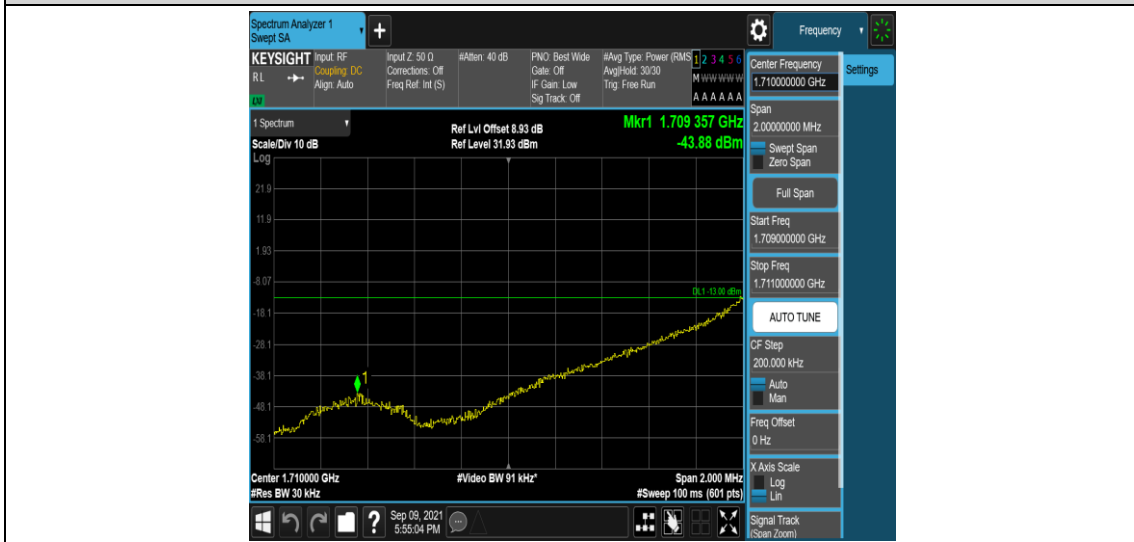 Spectrum Analyzer 1
Swept SA
+
Frequency
KEYSIGHT
RL
LXI
Input: RF
Coupling: DC
Align: Auto
Input Z: 50 Ω
Corrections: Off
Freq Ref: Int (S)
#Atten: 40 dB
PNO: Best Wide
Gate: Off
IF Gain: Low
Sig Track: Off
#Avg Type: Power (RMS
Avg|Hold: 30/30
Trig: Free Run
1 2 3 4 5 6
M W W W W W
A A A A A A
Center Frequency
1.710000000 GHz
Settings
Span
2.00000000 MHz
Swept Span
Zero Span
Full Span
Start Freq
1.709000000 GHz
Stop Freq
1.711000000 GHz
AUTO TUNE
CF Step
200.000 kHz
Auto
Man
Freq Offset
0 Hz
X Axis Scale
Log
Lin
Signal Track
(Span Zoom)
1 Spectrum
Scale/Div 10 dB
Log
Ref Lvl Offset 8.93 dB
Ref Level 31.93 dBm
Mkr1 1.709 357 GHz
-43.88 dBm
21.9
11.9
1.93
-8.07
DL1 -13.00 dBm
-18.1
-28.1
-38.1
1
-48.1
-58.1
Center 1.710000 GHz
#Res BW 30 kHz
#Video BW 91 kHz*
Span 2.000 MHz
#Sweep 100 ms (601 pts)
?
Sep 09, 2021
5:55:04 PM